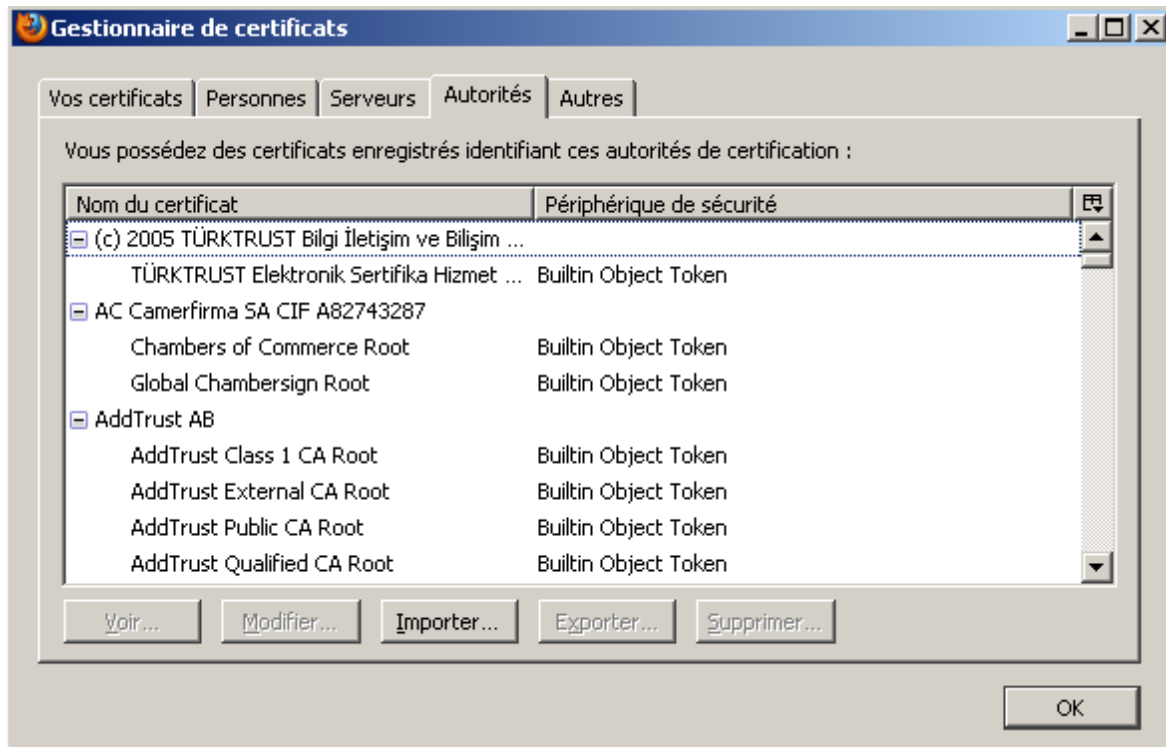 Gestionnaire de certificats
Vos certificats Personnes Serveurs Autorités Autres
Vous possédez des certificats enregistrés identifiant ces autorités de certification :
Nom du certificat Périphérique de sécurité
(c) 2005 TÜRKTRUST Bilgi İletişim ve Bilişim ...
TÜRKTRUST Elektronik Sertifika Hizmet ... Builtin Object Token
AC Camerfirma SA CIF A82743287
Chambers of Commerce Root Builtin Object Token
Global Chambersign Root Builtin Object Token
AddTrust AB
AddTrust Class 1 CA Root Builtin Object Token
AddTrust External CA Root Builtin Object Token
AddTrust Public CA Root Builtin Object Token
AddTrust Qualified CA Root Builtin Object Token
Voir... Modifier... Importer... Exporter... Supprimer...
OK